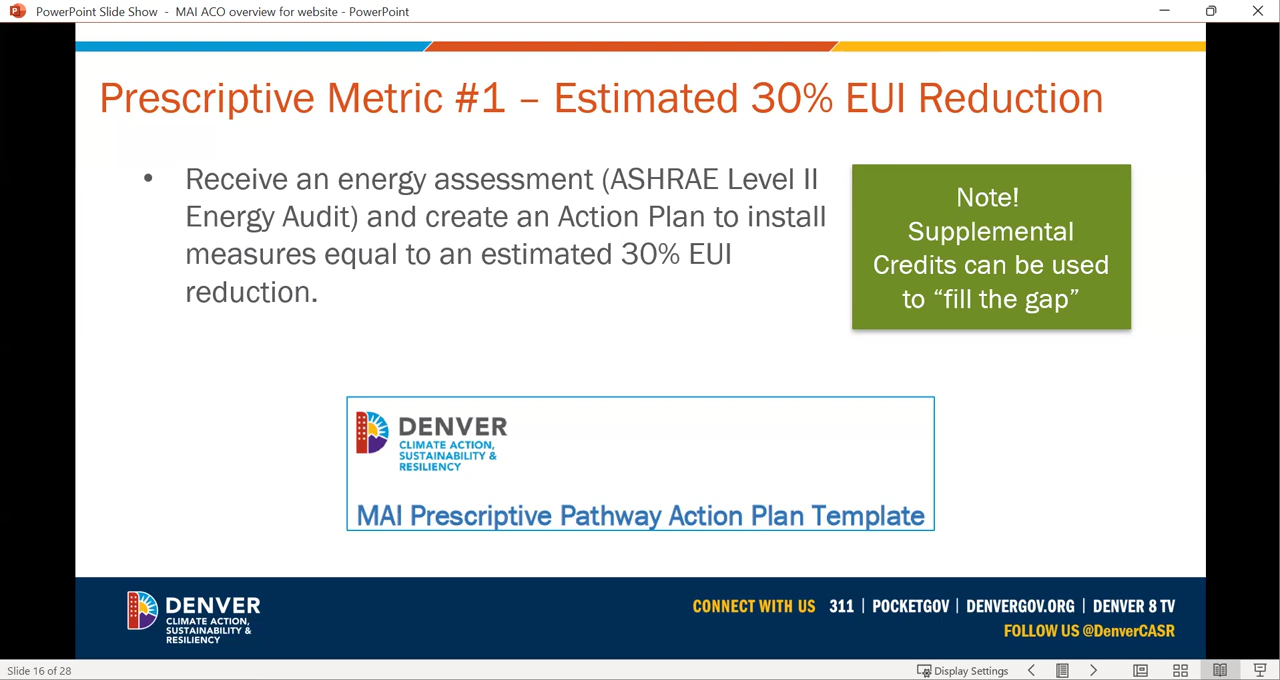 PowerPoint Slide Show - MAI ACO overview for website - PowerPoint
Prescriptive Metric #1 – Estimated 30% EUI Reduction
• Receive an energy assessment (ASHRAE Level II
Energy Audit) and create an Action Plan to install
measures equal to an estimated 30% EUI
reduction.
Note!
Supplemental
Credits can be used
to “fill the gap”
DENVER
CLIMATE ACTION,
SUSTAINABILITY &
RESILIENCY
MAI Prescriptive Pathway Action Plan Template
DENVER
CLIMATE ACTION,
SUSTAINABILITY &
RESILIENCY
CONNECT WITH US 311 | POCKETGOV | DENVERGOV.ORG | DENVER 8 TV
FOLLOW US @DenverCASR
Slide 16 of 28
Display Settings